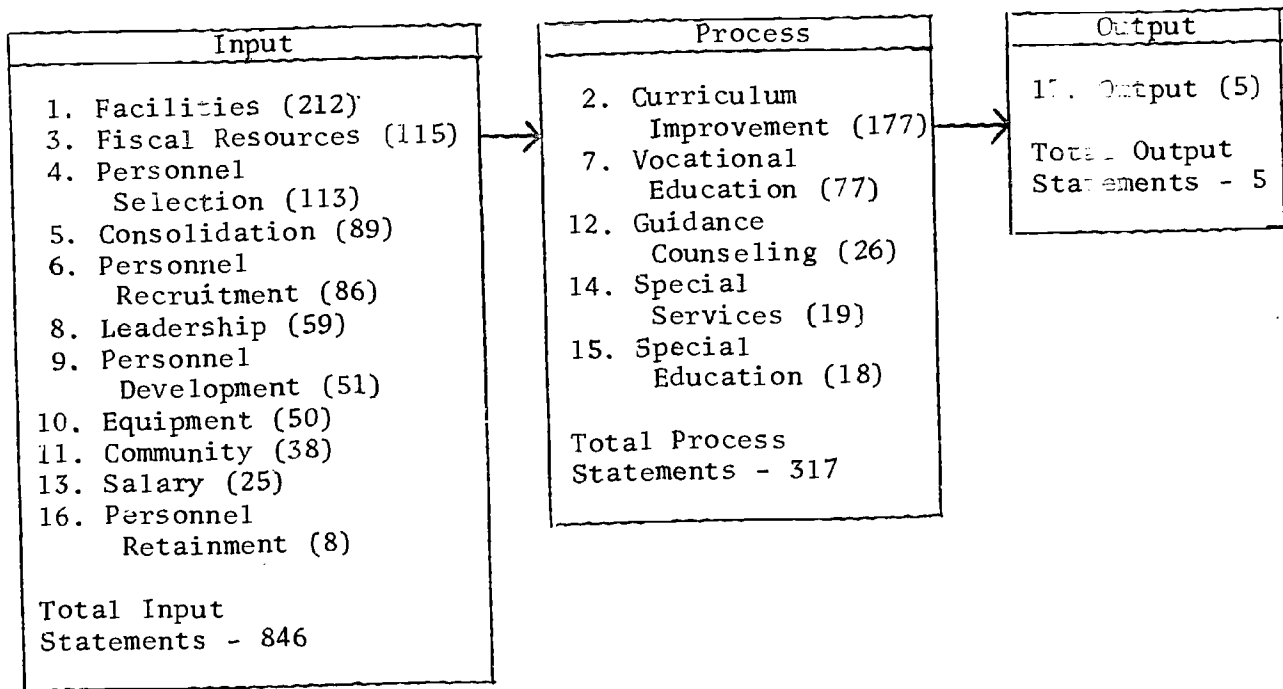 Input
1. Facilities (212)
3. Fiscal Resources (115)
4. Personnel
Selection (113)
5. Consolidation (89)
6. Personnel
Recruitment (86)
8. Leadership (59)
9. Personnel
Development (51)
10. Equipment (50)
11. Community (38)
13. Salary (25)
16. Personnel
Retainment (8)
Total Input
Statements - 846
Process
2. Curriculum
Improvement (177)
7. Vocational
Education (77)
12. Guidance
Counseling (26)
14. Special
Services (19)
15. Special
Education (18)
Total Process
Statements - 317
Output
Output (5)
Total Output
Statements - 5